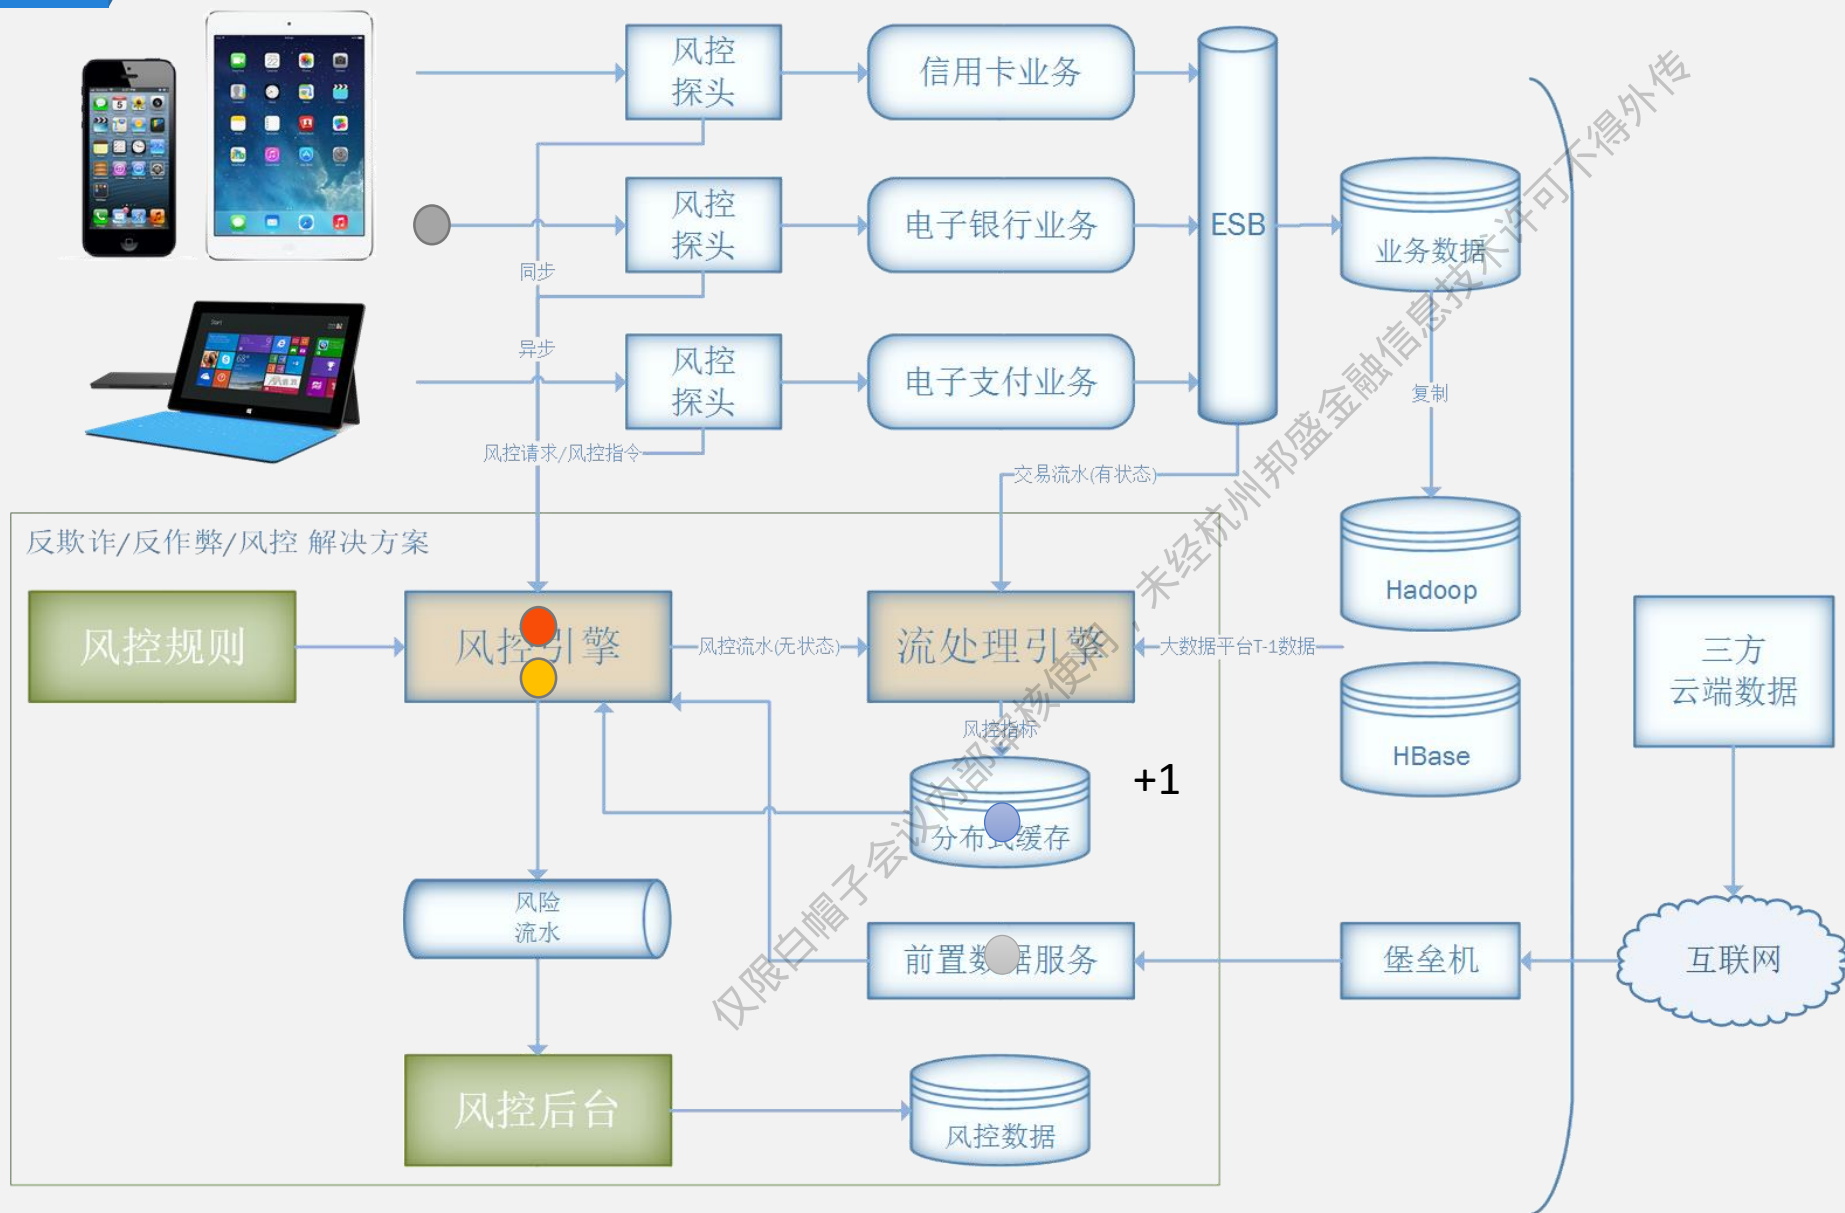 风控
探头
信用卡业务
风控
探头
电子银行业务
ESB
业务数据
同步
异步
风控
探头
电子支付业务
复制
风控请求/风控指令
交易流水(有状态)
反欺诈/反作弊/风控 解决方案
Hadoop
风控规则
风控引擎
风控流水(无状态)
流处理引擎
大数据平台T-1数据
三方
云端数据
风控指标
HBase
+1
分布式缓存
风险
流水
前置数据服务
堡垒机
互联网
风控后台
风控数据
仅限白帽子会议内部审核使用，未经杭州邦盛金融信息技术许可不得外传